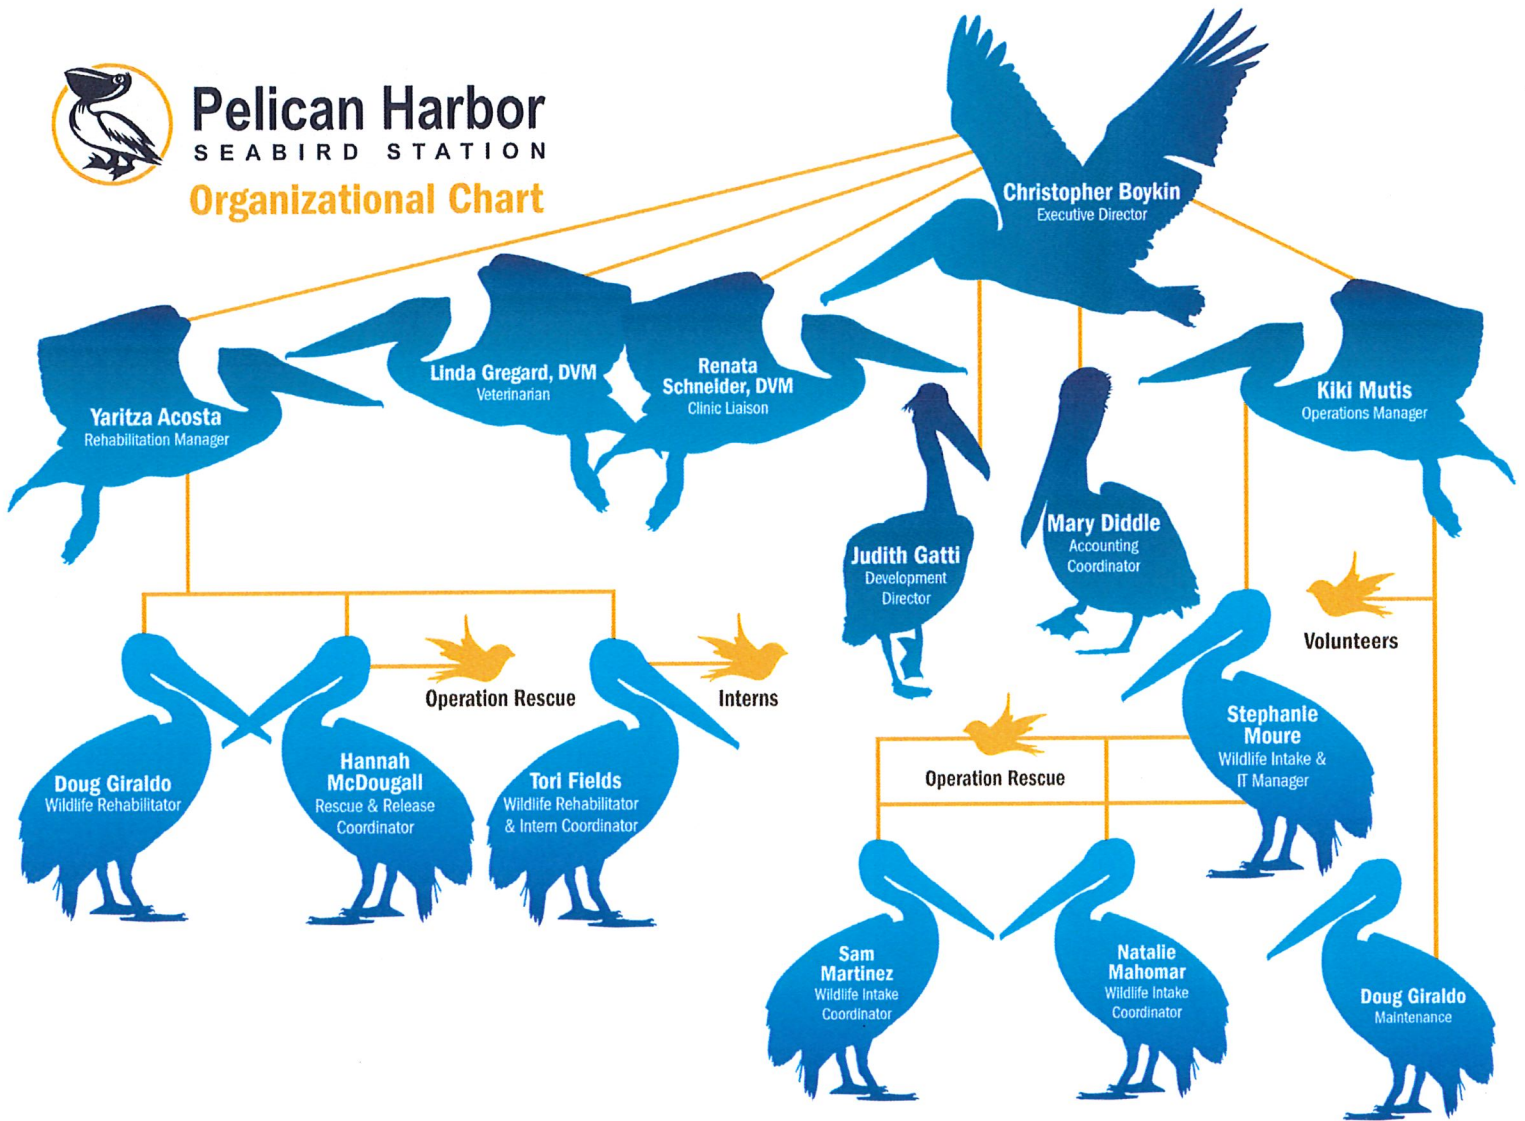 Pelican Harbor
SEABIRD STATION
Organizational Chart
Christopher Boykin
Executive Director
Yaritza Acosta
Rehabilitation Manager
Linda Gregard, DVM
Veterinarian
Renata
Schneider, DVM
Clinic Liaison
Kiki Mutis
Operations Manager
Judith Gatti
Development
Director
Mary Diddle
Accounting
Coordinator
Volunteers
Operation Rescue
Interns
Doug Giraldo
Wildlife Rehabilitator
Hannah
McDougall
Rescue & Release
Coordinator
Tori Fields
Wildlife Rehabilitator
& Intern Coordinator
Stephanie
Moure
Wildlife Intake &
IT Manager
Operation Rescue
Sam
Martinez
Wildlife Intake
Coordinator
Natalie
Mahomar
Wildlife Intake
Coordinator
Doug Giraldo
Maintenance